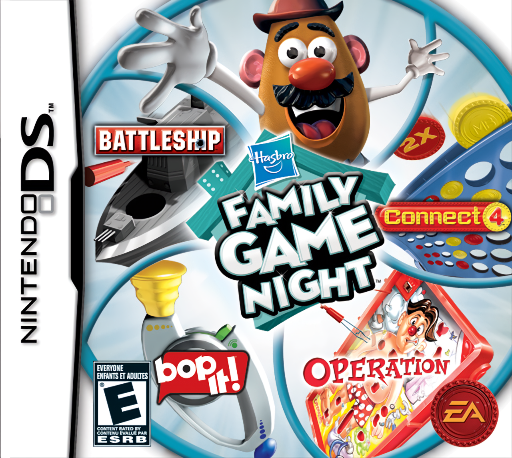 NINTENDO DS™
BATTLESHIP
Hasbro
FAMILY
GAME
NIGHT
2X
Connect 4
bop it!
OPERATION
EVERYONE
ENFANTS ET ADULTES
E
CONTENT RATED BY
CONTENU ÉVALUÉ PAR
ESRB
EA